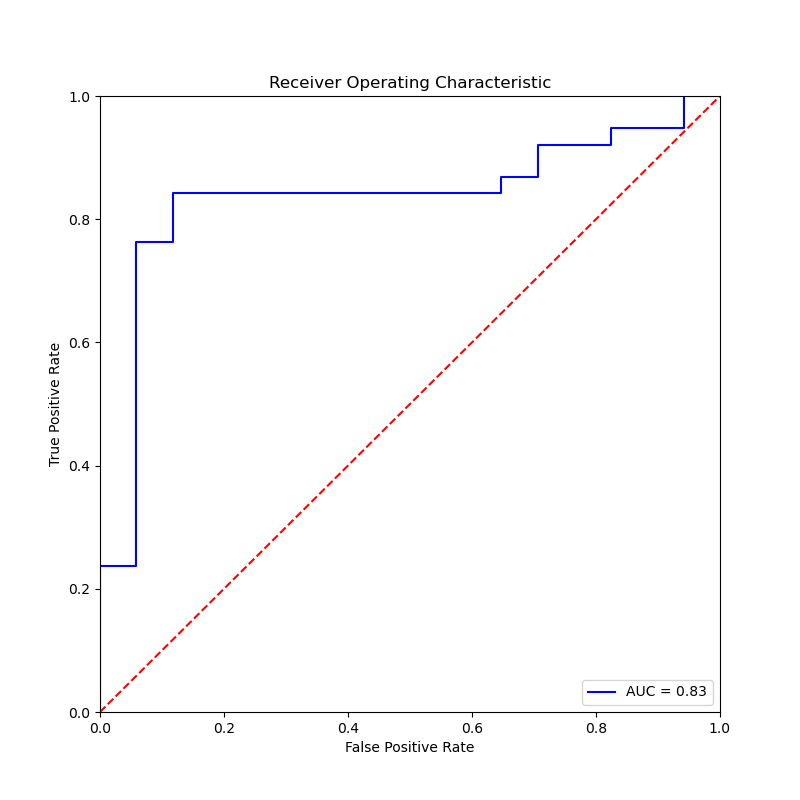 Receiver Operating Characteristic
1.0
0.8
0.6
0.4
0.2
0.0
True Positive Rate
AUC = 0.83
0.0 0.2 0.4 0.6 0.8 1.0
False Positive Rate